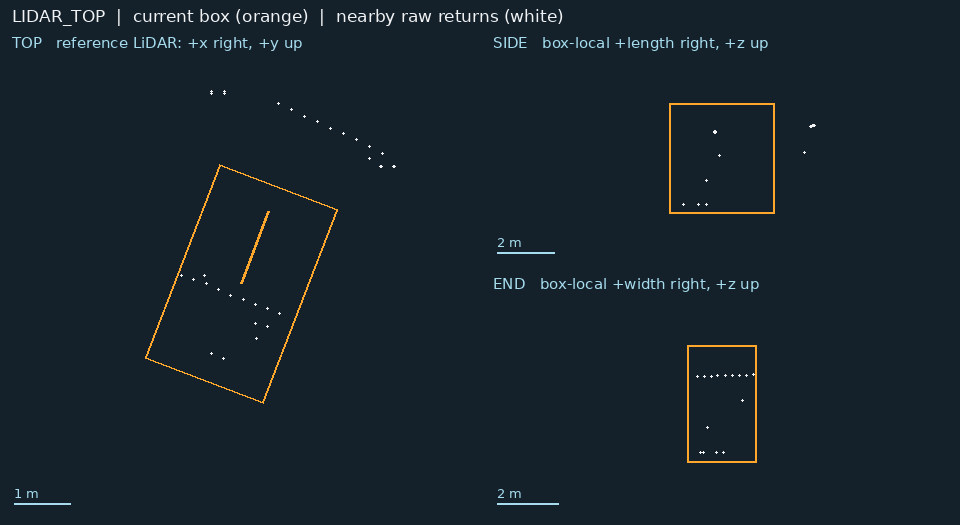 LIDAR_TOP | current box (orange) | nearby raw returns (white)
TOP reference LiDAR: +x right, +y up
SIDE box-local +length right, +z up
2 m
END box-local +width right, +z up
1 m
2 m